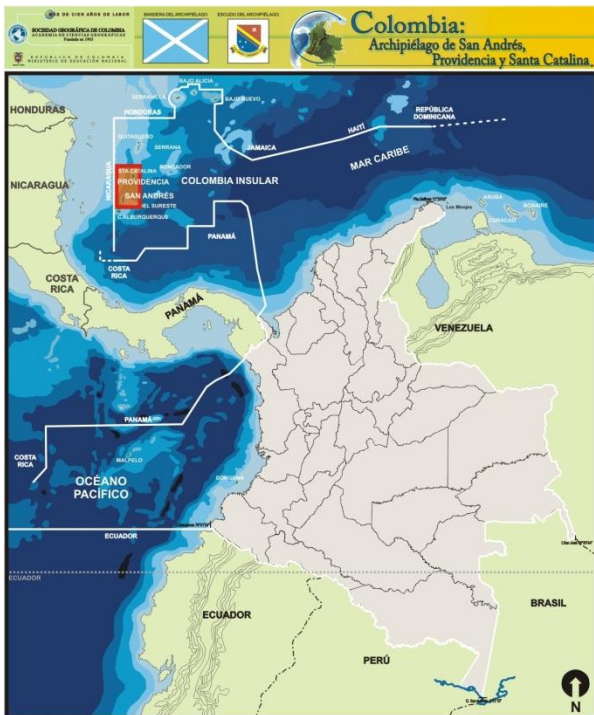 MÁS DE CIEN AÑOS DE LABOR
SOCIEDAD GEOGRÁFICA DE COLOMBIA
ACADEMIA DE CIENCIAS GEOGRÁFICAS
Fundada en 1903
REPÚBLICA DE COLOMBIA
MINISTERIO DE EDUCACIÓN NACIONAL
BANDERA DEL ARCHIPIÉLAGO
ESCUDO DEL ARCHIPIÉLAGO
Colombia:
Archipiélago de San Andrés,
Providencia y Santa Catalina
HONDURAS
SERRANILLA
BAJO ALICIA
BAJO NUEVO
HONDURAS
REPÚBLICA
DOMINICANA
HAITÍ
JAMAICA
MAR CARIBE
QUITASUEÑO
SERRANA
RONCADOR
NICARAGUA
NICARAGUA
STA CATALINA
PROVIDENCIA
SAN ANDRÉS
COLOMBIA INSULAR
ARUBA
CURACAO
BONAIRE
Los Monjes
PANAMÁ
COSTA
RICA
COSTA
RICA
PANAMÁ
VENEZUELA
PANAMÁ
COSTA
RICA
MALPELO
OCÉANO
PACÍFICO
GORGONA
ECUADOR
ECUADOR
ECUADOR
BRASIL
PERÚ
N